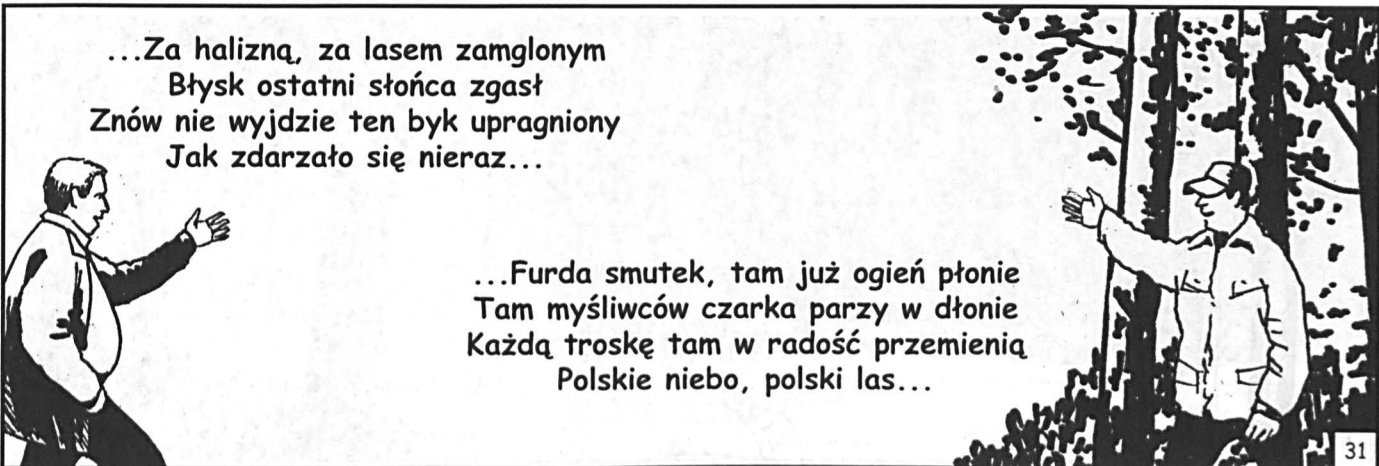 ...Za halizną, za lasem zamglonym
Błysk ostatni słońca zgasł
Znów nie wyjdzie ten byk upragniony
Jak zdarzało się nieraz...
...Furda smutek, tam już ogień płonie
Tam myśliwców czarka parzy w dłonie
Każdą troskę tam w radość przemienią
Polskie niebo, polski las...
31